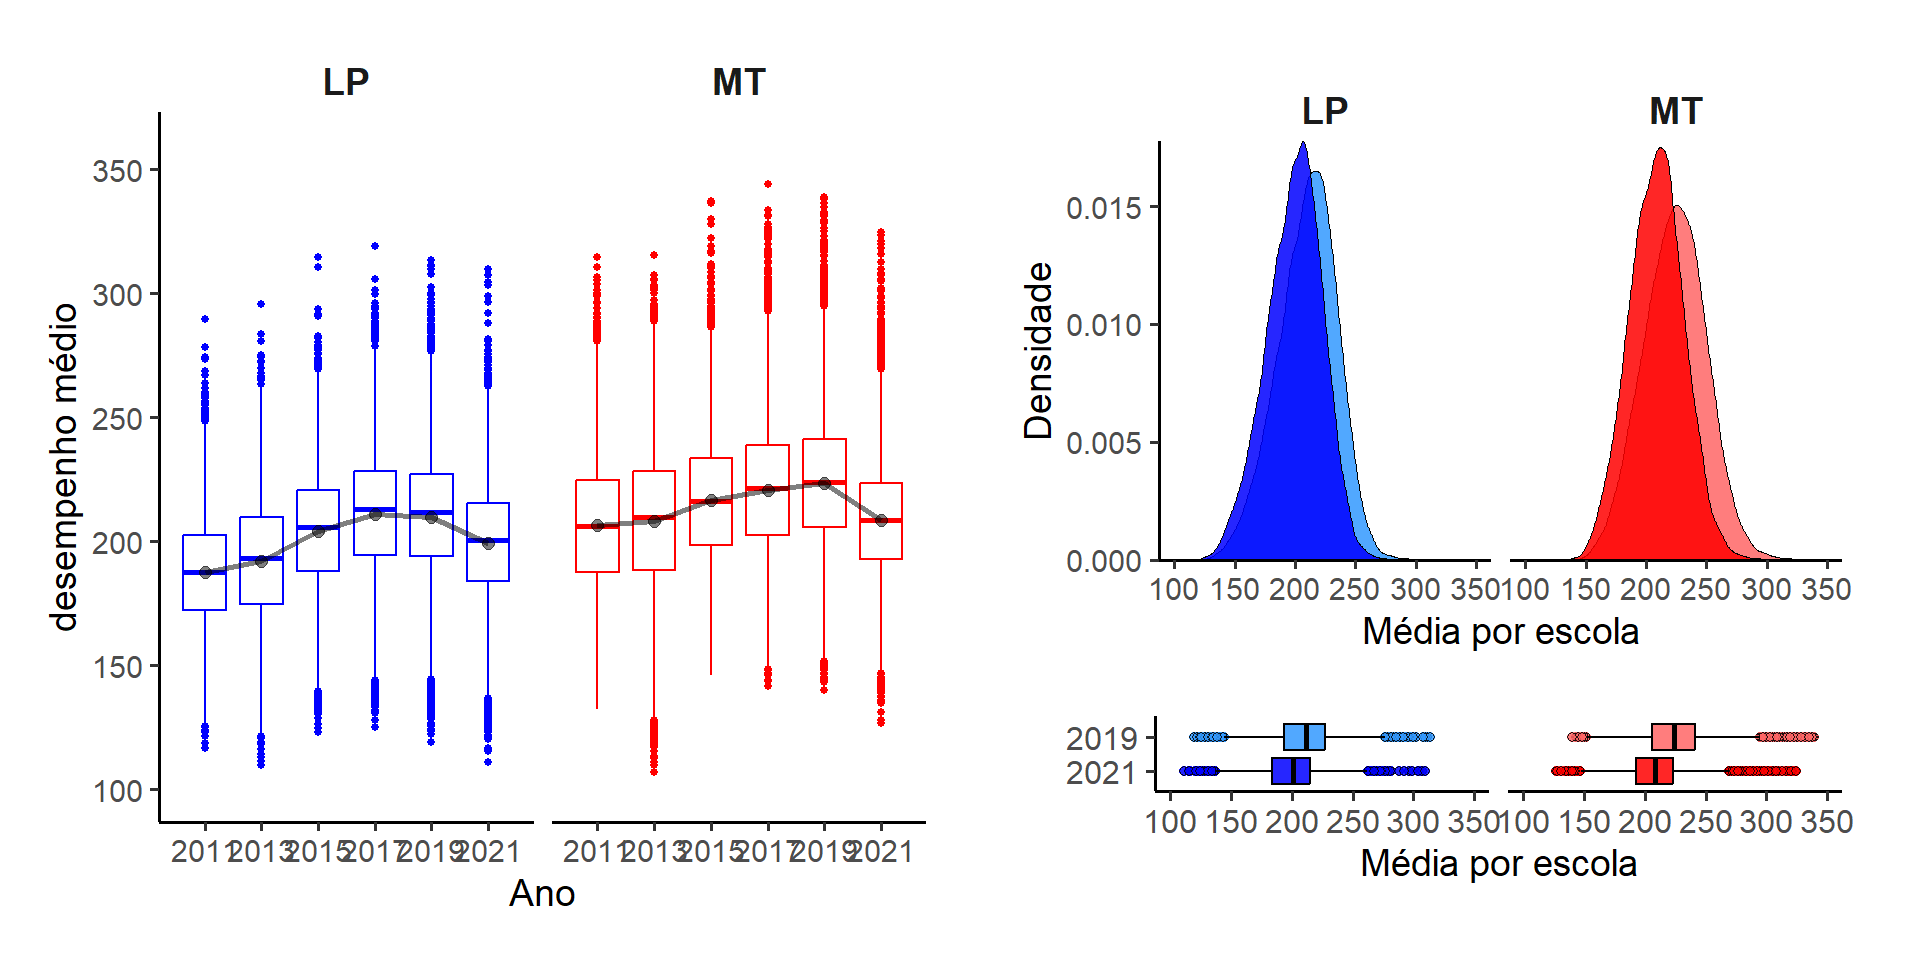 LP MT
350
300
250
200
150
100
desempenho médio
2011 2013 2015 2017 2019 2021 2011 2013 2015 2017 2019 2021
Ano
LP MT
0.015
0.010
0.005
0.000
Densidade
100 150 200 250 300 350 100 150 200 250 300 350
Média por escola
2019
2021
100 150 200 250 300 350 100 150 200 250 300 350
Média por escola